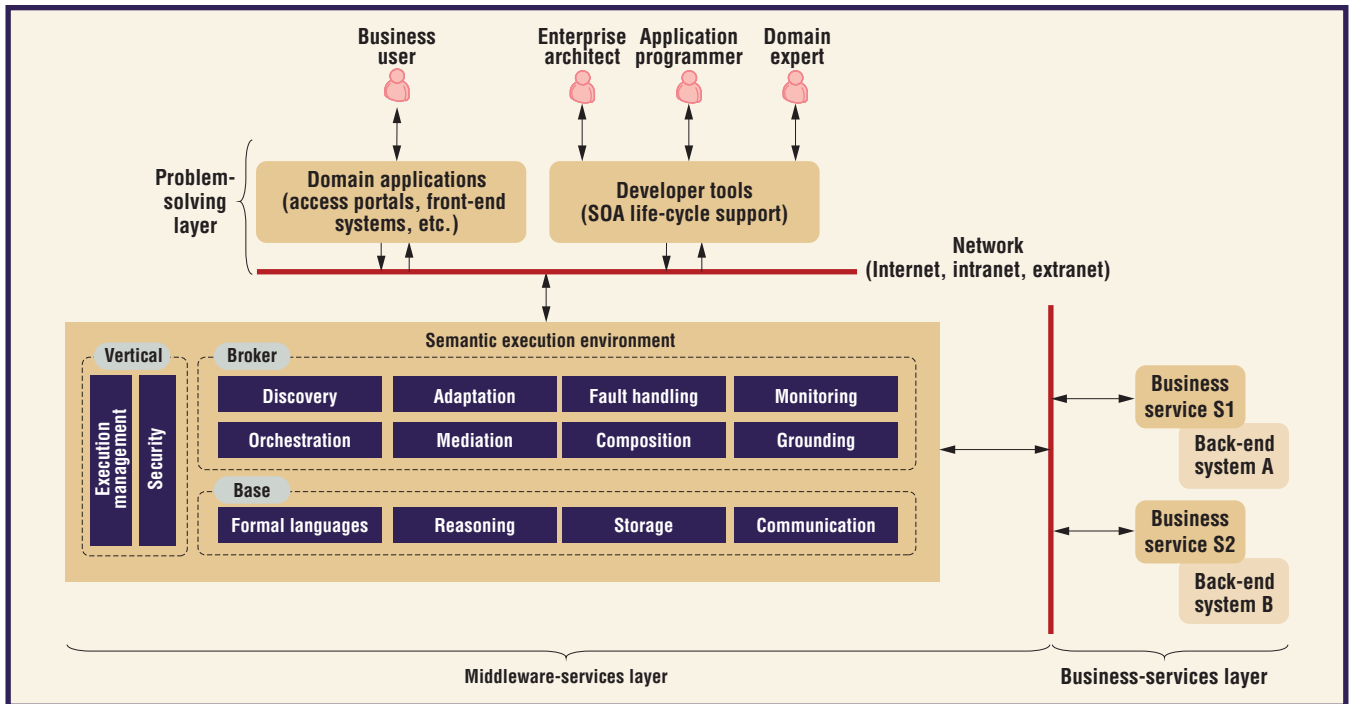 Business
user
Enterprise
architect
Application
programmer
Domain
expert
Problem-
solving
layer
Domain applications
(access portals, front-end
systems, etc.)
Developer tools
(SOA life-cycle support)
Network
(Internet, intranet, extranet)
Semantic execution environment
Vertical
Execution
management
Security
Broker
Discovery
Adaptation
Fault handling
Monitoring
Orchestration
Mediation
Composition
Grounding
Base
Formal languages
Reasoning
Storage
Communication
Business
service S1
Back-end
system A
Business
service S2
Back-end
system B
Middleware-services layer
Business-services layer